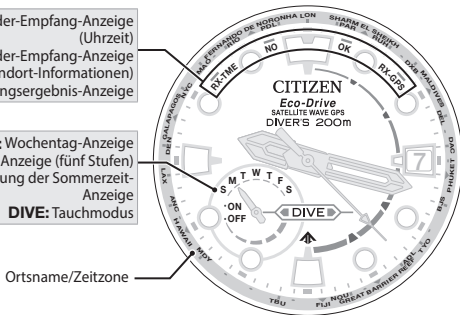 der-Empfang-Anzeige
(Uhrzeit)
der-Empfang-Anzeige
ndort-Informationen)
ngsergebnis-Anzeige
Wochentag-Anzeige
Anzeige (fünf Stufen)
ung der Sommerzeit-
Anzeige
DIVE: Tauchmodus
Ortsname/Zeitzone
LON
PAR
SHARM EL SHEIKH
RUH
DXB
MALDIVES
DEL
DAC
PHUKET
BJS
TYO
ADL
GREAT BARRIER REEF
NOU
FIJI
TBU
MDY
HAWAII
ANC
LAX
DEN
GALAPAGOS
NYC
MAO
RIO
FERNANDO DE NORONHA
PDL
RX-TME
NO
OK
RX-GPS
CITIZEN
Eco-Drive
SATELLITE WAVE GPS
DIVER'S 200m
7
S M T W T F S
ON
OFF
DIVE